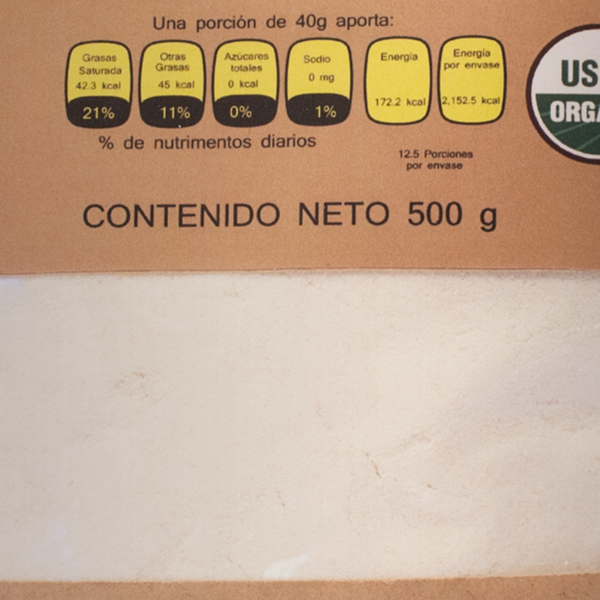 Una porción de 40g aporta:
Grasas
Saturada
42.3 kcal
21%
Otras
Grasas
45 kcal
11%
Azúcares
totales
0 kcal
0%
Sodio
0 mg
1%
Energía
172.2 kcal
Energía
por envase
2,152.5 kcal
% de nutrimentos diarios
12.5 Porciones
por envase
US
ORGA
CONTENIDO NETO 500 g